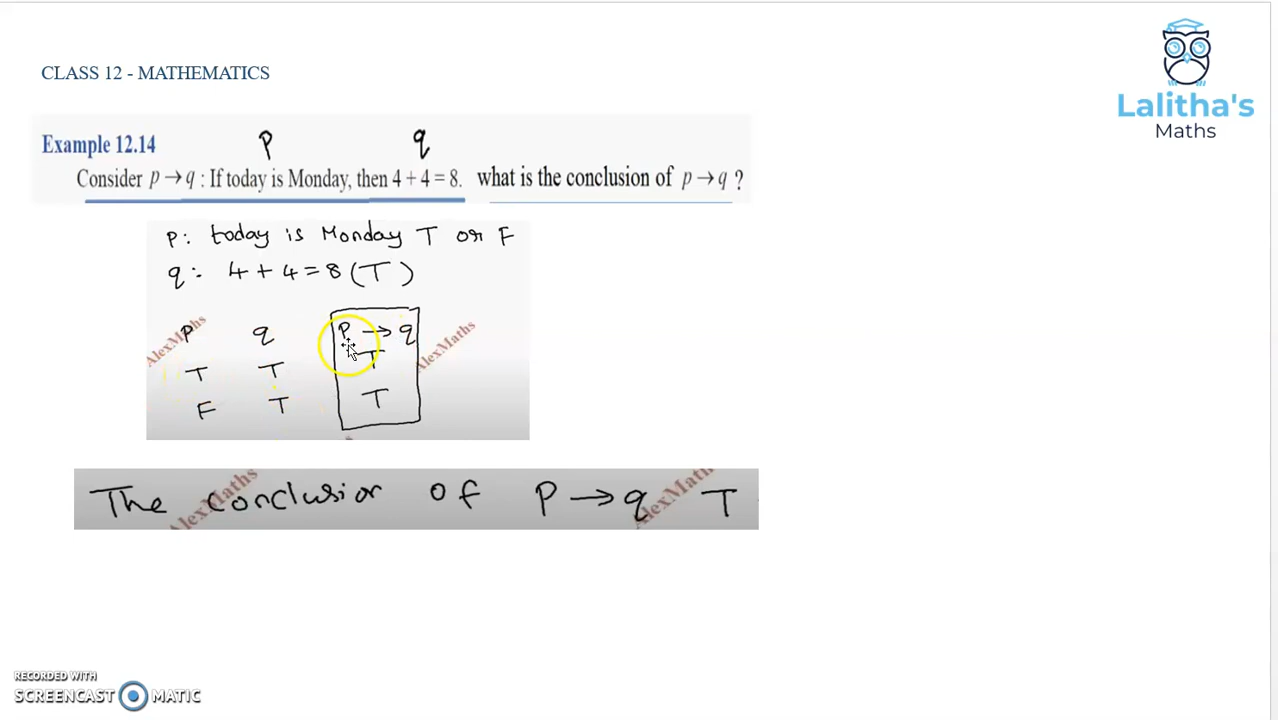 CLASS 12 - MATHEMATICS
Lalitha's
Maths
Example 12.14 p q
Consider p → q : If today is Monday, then 4 + 4 = 8. what is the conclusion of p → q ?
p: today is Monday T or F
q: 4 + 4 = 8 (T)
p q p → q
T T T
F T T
AlexMaths
AlexMaths
The conclusion of p → q T
AlexMaths
AlexMaths
RECORDED WITH
SCREENCAST MATIC